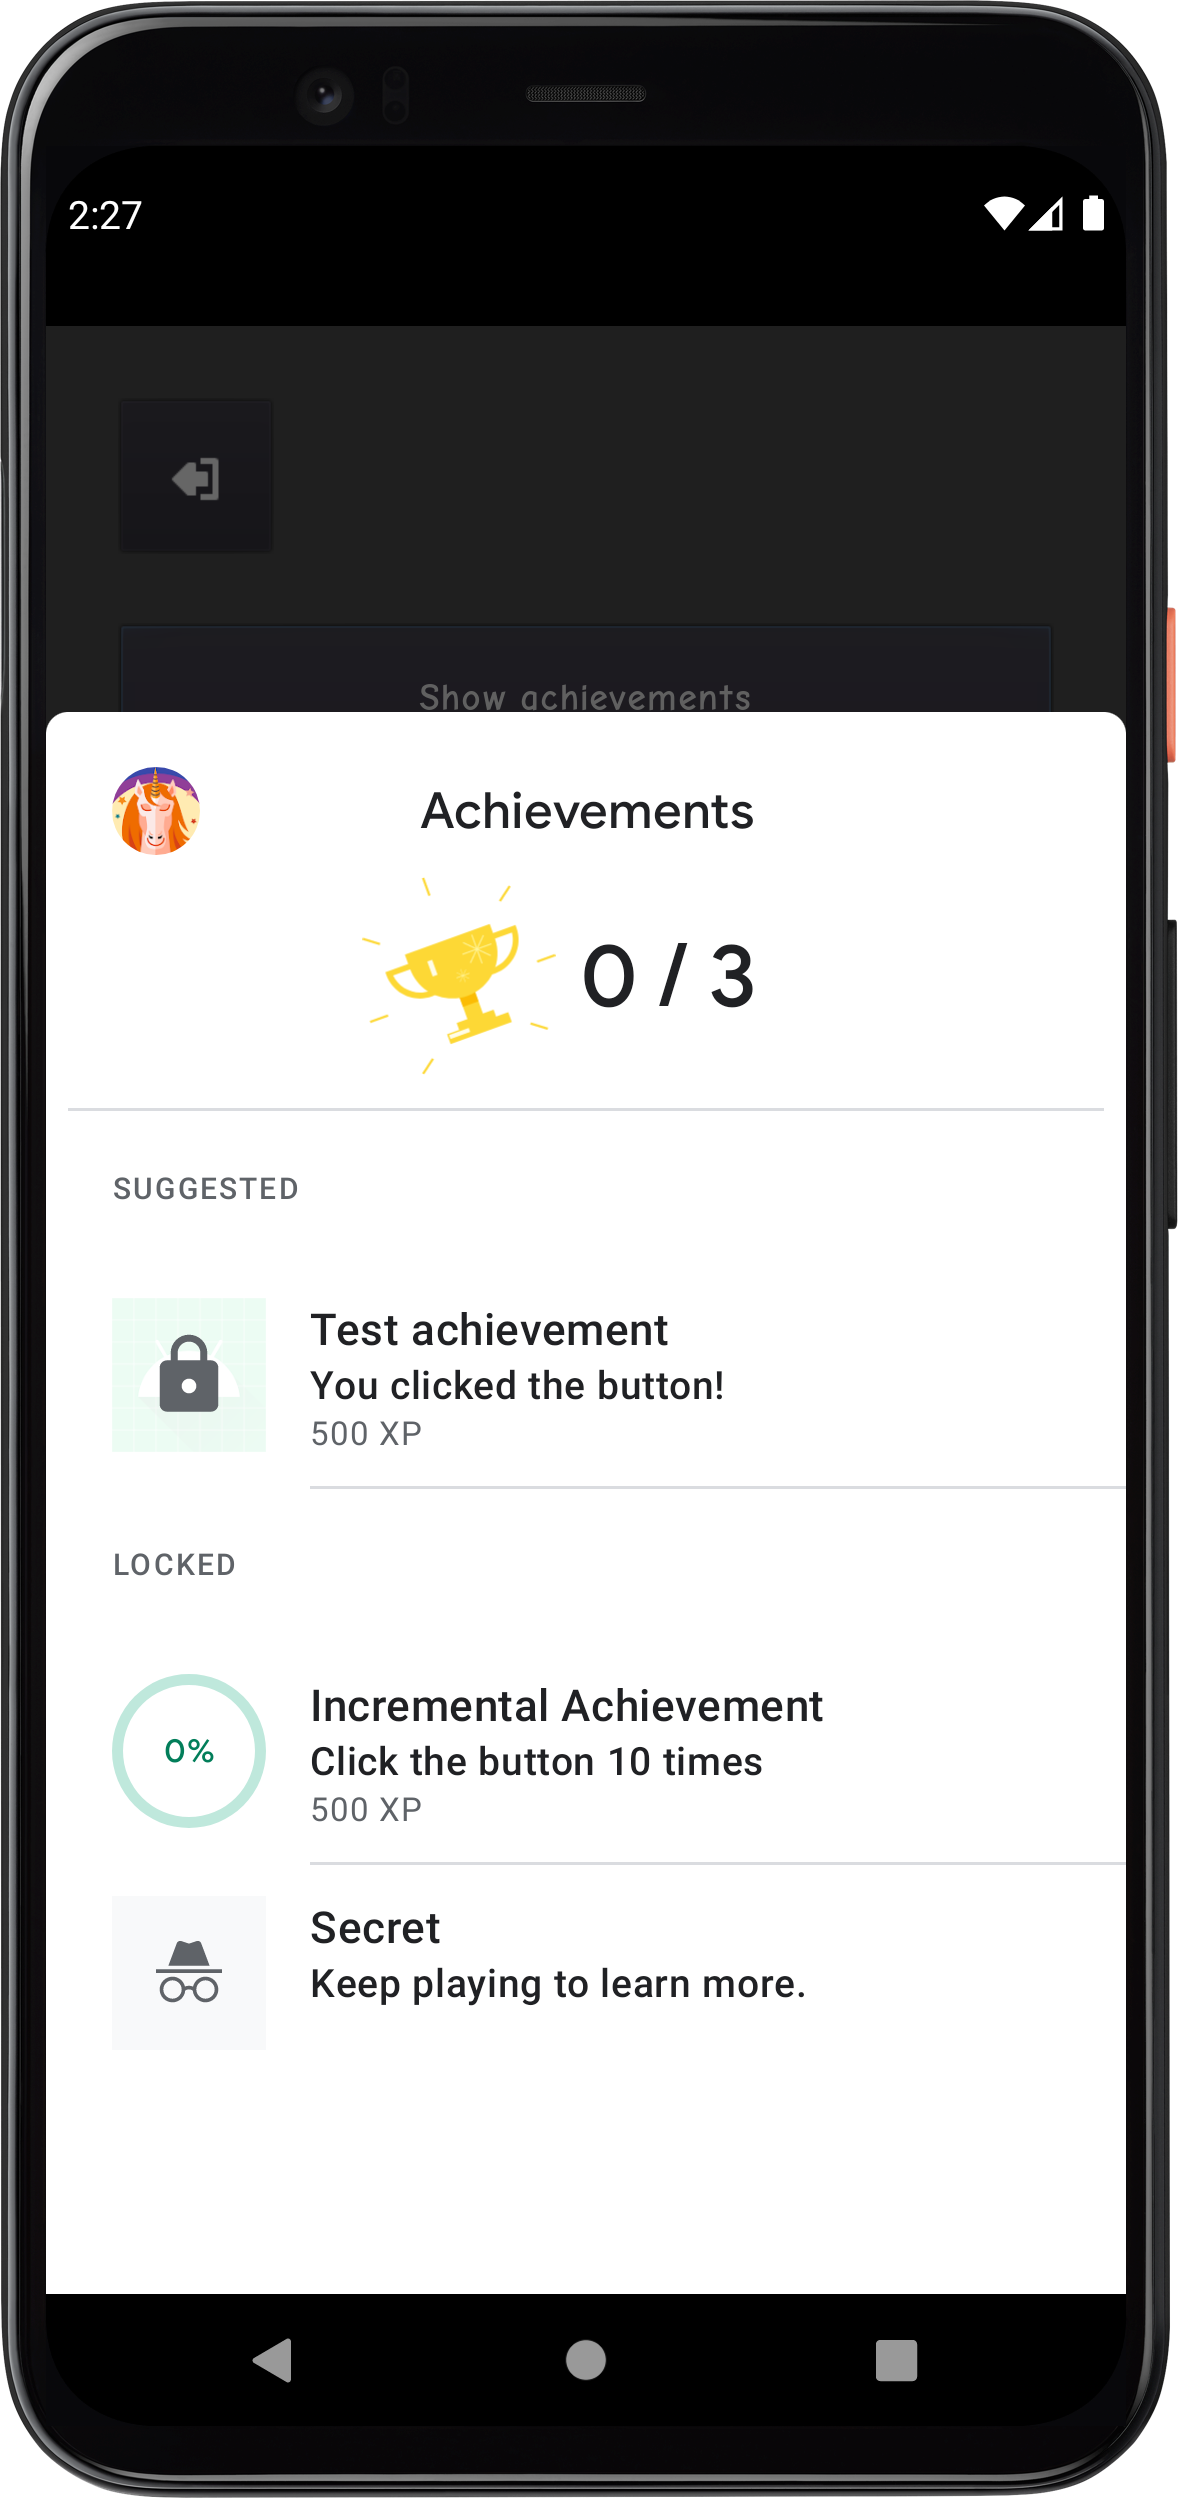 2:27
Show achievements
Achievements
0 / 3
SUGGESTED
Test achievement
You clicked the button!
500 XP
LOCKED
0%
Incremental Achievement
Click the button 10 times
500 XP
Secret
Keep playing to learn more.